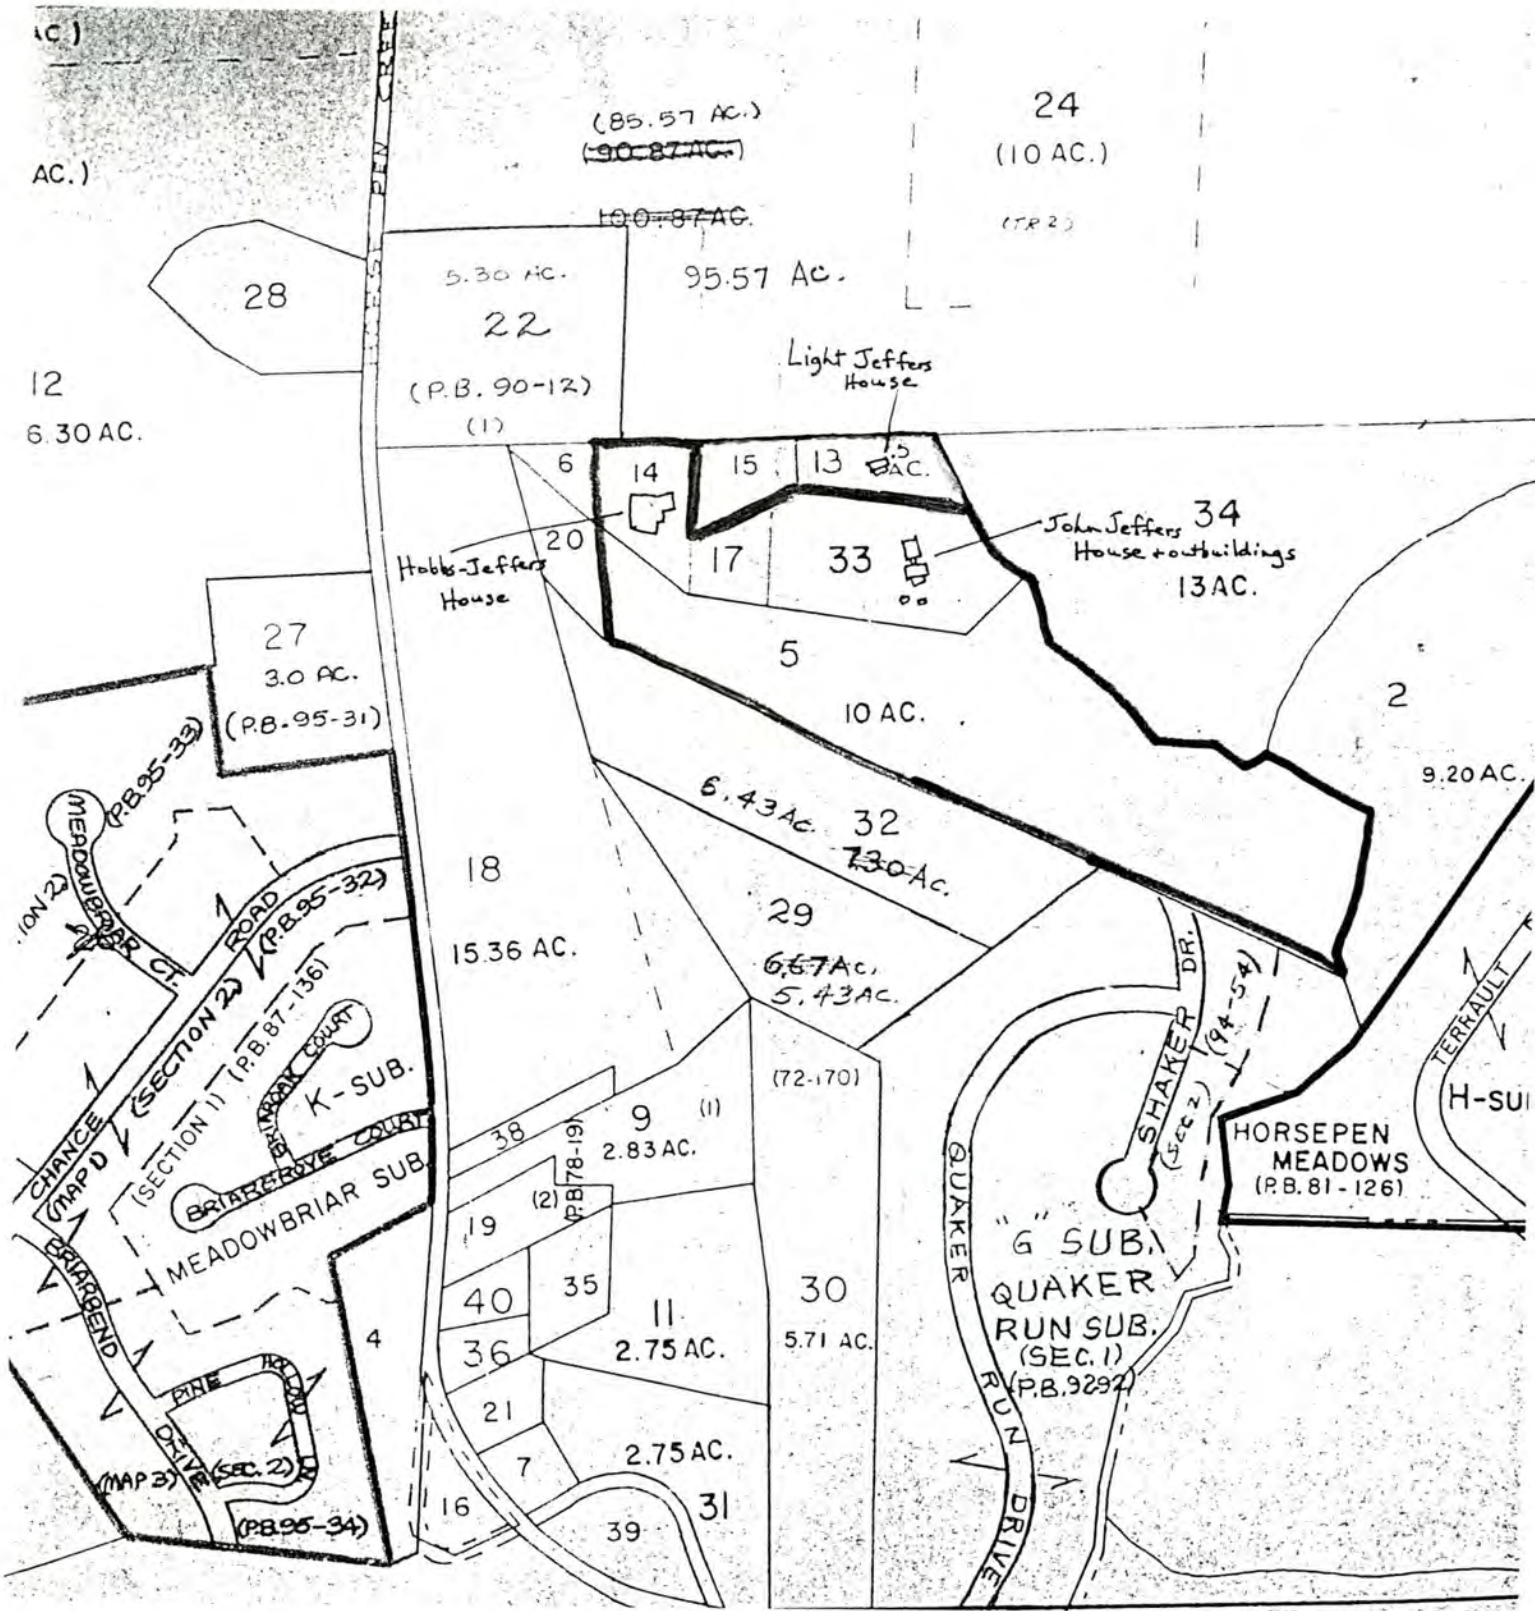 AC.)
AC.)
(85.57 AC.)
(90.87 AC.)
100.87 AC.
95.57 AC.
24
(10 AC.)
(TR 2)
28
5.30 AC.
22
(P.B. 90-12)
(1)
12
6.30 AC.
Light Jeffers
House
6
14
15
13
.5
AC.
20
17
33
Hobbs-Jeffers
House
John Jeffers
House + outbuildings
34
13 AC.
27
3.0 AC.
(P.B.-95-31)
5
10 AC.
2
9.20 AC.
(P.B.95-33)
MEADOWBRIAR CT.
6.43 AC.
32
7.30 AC.
18
15.36 AC.
29
6.67 AC.
5.43 AC.
ROAD
(P.B.95-32)
CHANCE
(MAP D
(SECTION 2)
(SECTION 1) (P.B.87-136)
BRIAROAK COURT
K-SUB.
BRIARGROVE COURT
MEADOWBRIAR SUB.
SHAKER DR.
(94-54)
(SEC 2)
TERRAULT
H-SU
HORSEPEN
MEADOWS
(P.B. 81-126)
(72-170)
38
9
(1)
2.83 AC.
(P.B.78-19)
19
(2)
40
35
36
11
2.75 AC.
30
5.71 AC.
QUAKER RUN DRIVE
"G" SUB.
QUAKER
RUN SUB.
(SEC. 1)
(P.B.9292)
BRIARBEND DRIVE
4
PINE HOLLOW LN
(MAP 3)
(SEC. 2)
(P.B.95-34)
21
7
16
2.75 AC.
31
39